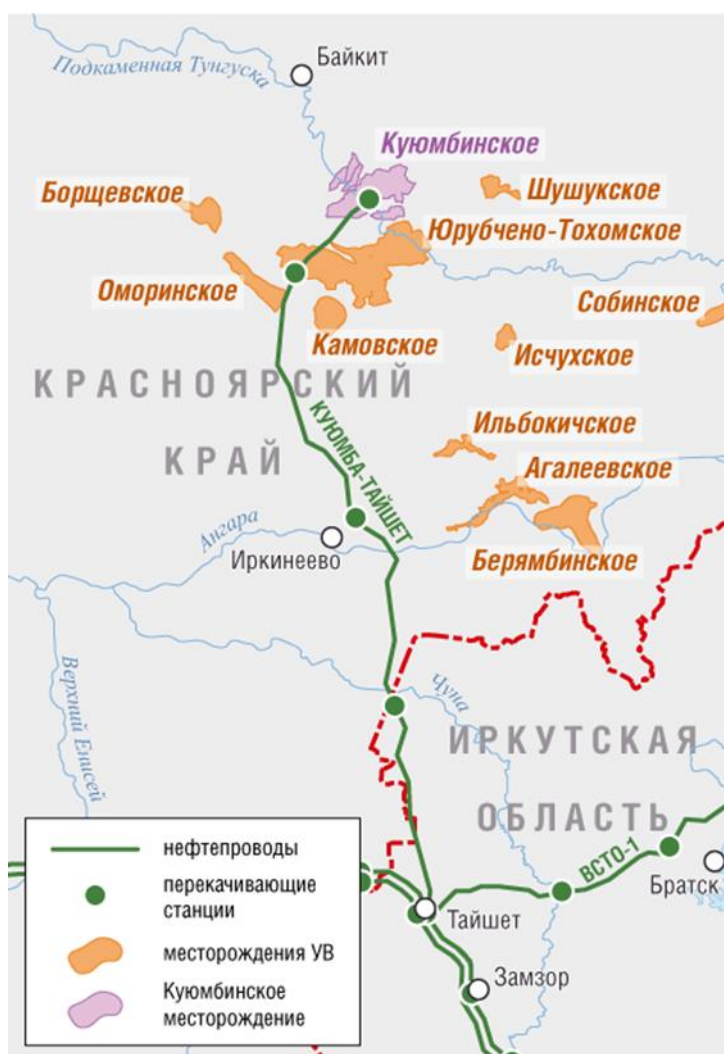 Байкит
Подкаменная Тунгуска
Куюмбинское
Шушукское
Борщевское
Юрубчено-Тохомское
Оморинское
Собинское
Камовское
Исчухское
КРАСНОЯРСКИЙ
КРАЙ
КУЮМБА-ТАЙШЕТ
Ильбокичское
Агалеевское
Ангара
Иркинеево
Берямбинское
Верхний Енисей
Чуна
ИРКУТСКАЯ
ОБЛАСТЬ
ВСТО-1
Братск
Тайшет
Замзор
нефтепроводы
перекачивающие
станции
месторождения УВ
Куюмбинское
месторождение